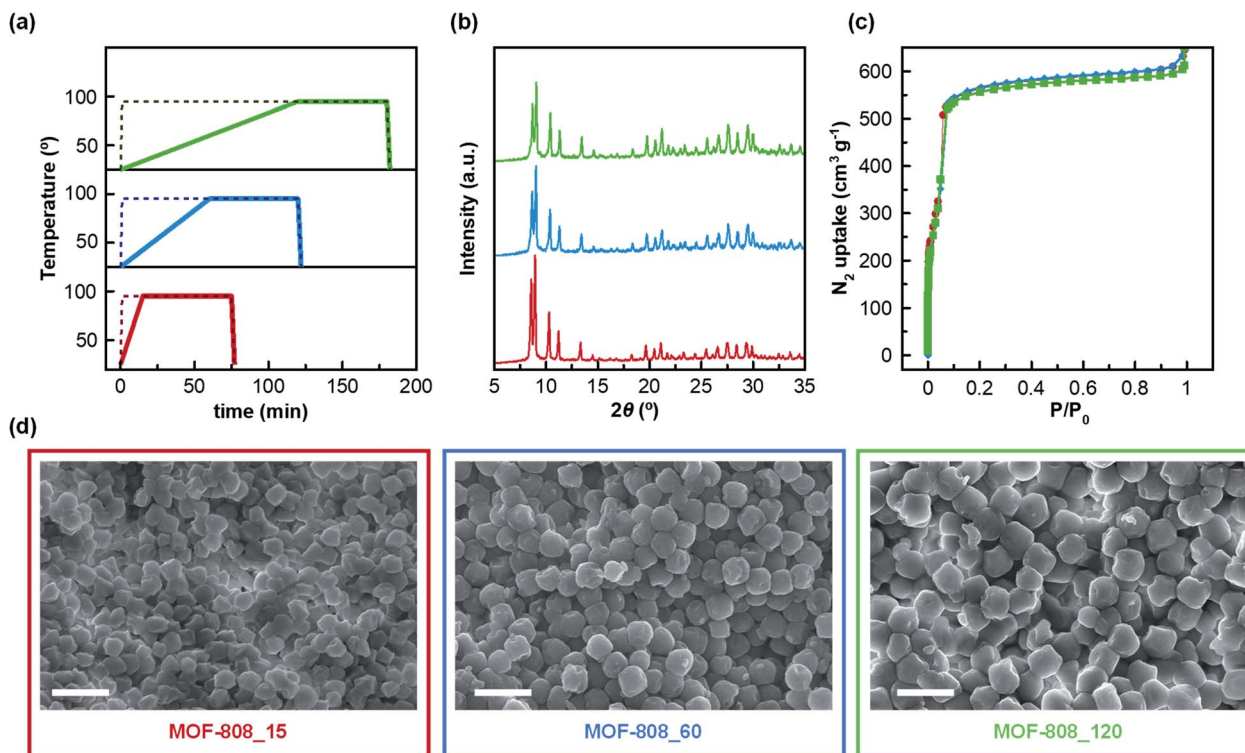 (a)
(b)
(c)
Temperature (º)
100
50
100
50
100
50
0
50
100
150
200
time (min)
Intensity (a.u.)
5
10
15
20
25
30
35
2θ (º)
N₂ uptake (cm³ g⁻¹)
600
500
400
300
200
100
0
0
0.2
0.4
0.6
0.8
1
P/P₀
(d)
MOF-808_15
MOF-808_60
MOF-808_120